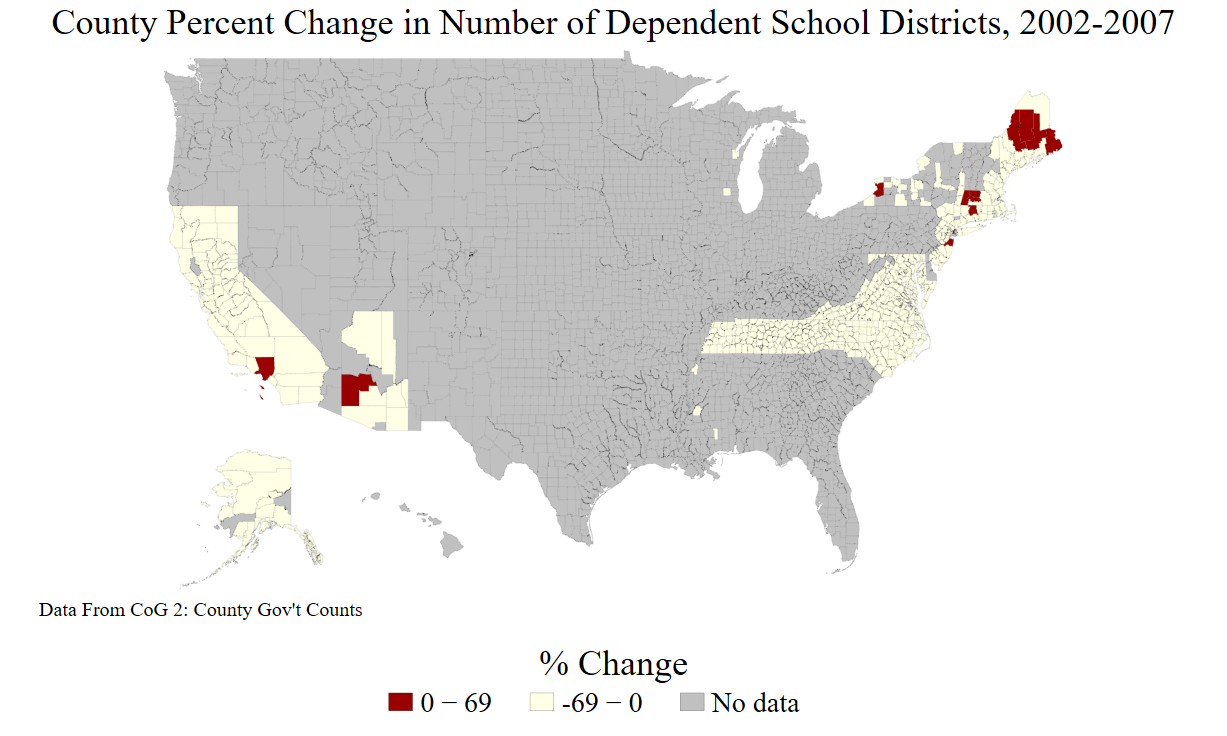 County Percent Change in Number of Dependent School Districts, 2002-2007
Data From CoG 2: County Gov't Counts
% Change
0 − 69
-69 − 0
No data